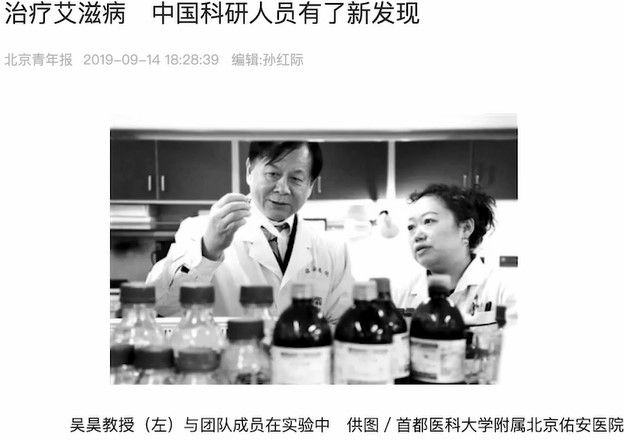 治疗艾滋病 中国科研人员有了新发现
北京青年报 2019-09-14 18:28:39 编辑:孙红际
吴昊教授（左）与团队成员在实验中 供图 / 首都医科大学附属北京佑安医院